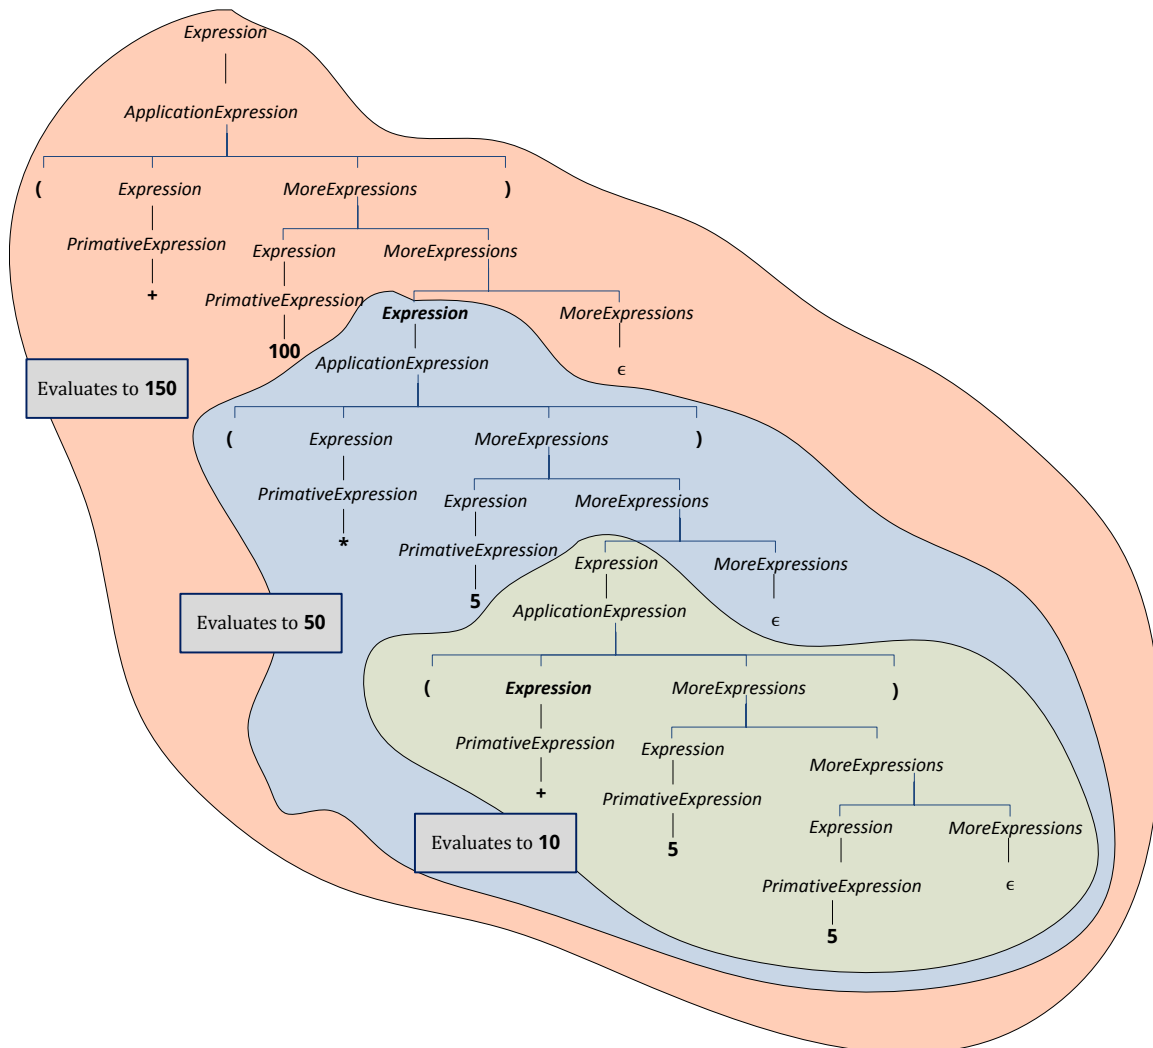 Expression
ApplicationExpression
( Expression MoreExpressions )
PrimativeExpression Expression MoreExpressions
+ PrimativeExpression Expression MoreExpressions
100 ApplicationExpression ϵ
Evaluates to 150
( Expression MoreExpressions )
PrimativeExpression Expression MoreExpressions
* PrimativeExpression Expression MoreExpressions
5 ApplicationExpression ϵ
Evaluates to 50
( Expression MoreExpressions )
PrimativeExpression Expression MoreExpressions
+ PrimativeExpression Expression MoreExpressions
Evaluates to 10 5
PrimativeExpression ϵ
5